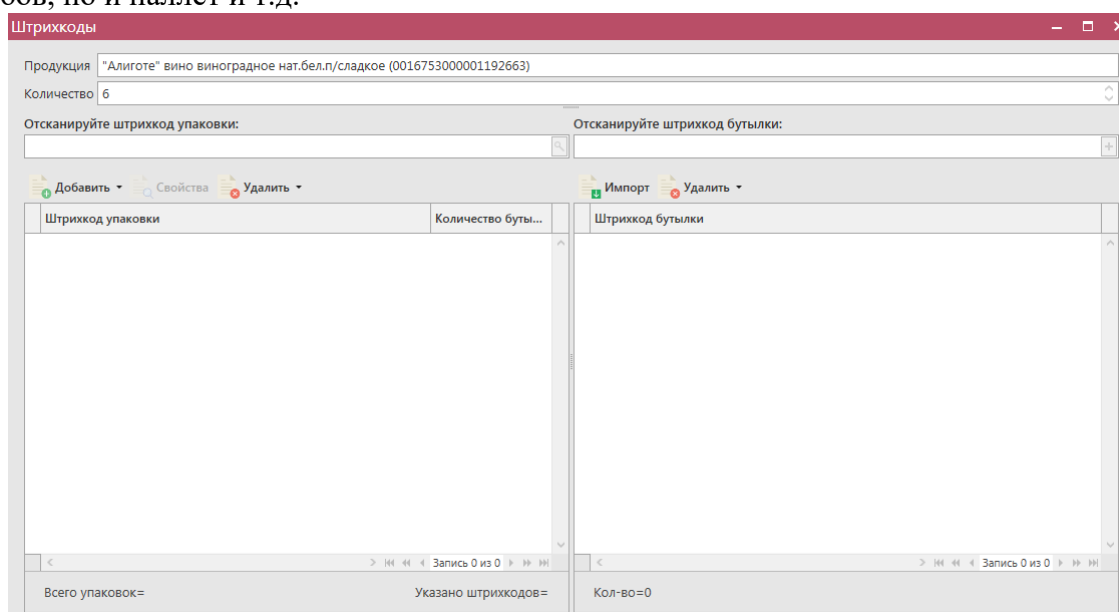 но и паллет и т.д.
Штрихкоды
Продукция "Алиготе" вино виноградное нат.бел.п/сладкое (0016753000001192663)
Количество 6
Отсканируйте штрихкод упаковки: Отсканируйте штрихкод бутылки:
Добавить Свойства Удалить Импорт Удалить
Штрихкод упаковки Количество буты... Штрихкод бутылки
Запись 0 из 0 Запись 0 из 0
Всего упаковок= Указано штрихкодов= Кол-во=0